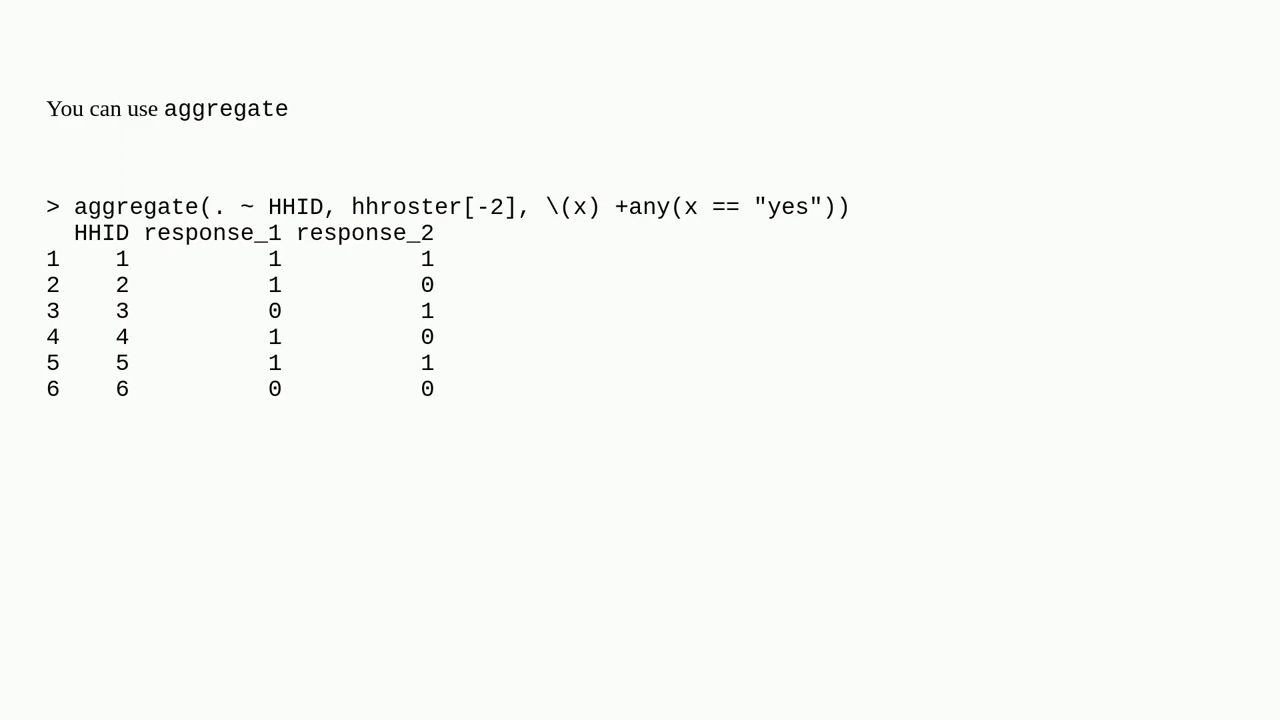 You can use aggregate
> aggregate(. ~ HHID, hhroster[-2], \(x) +any(x == "yes"))
  HHID response_1 response_2
1    1          1          1
2    2          1          0
3    3          0          1
4    4          1          0
5    5          1          1
6    6          0          0